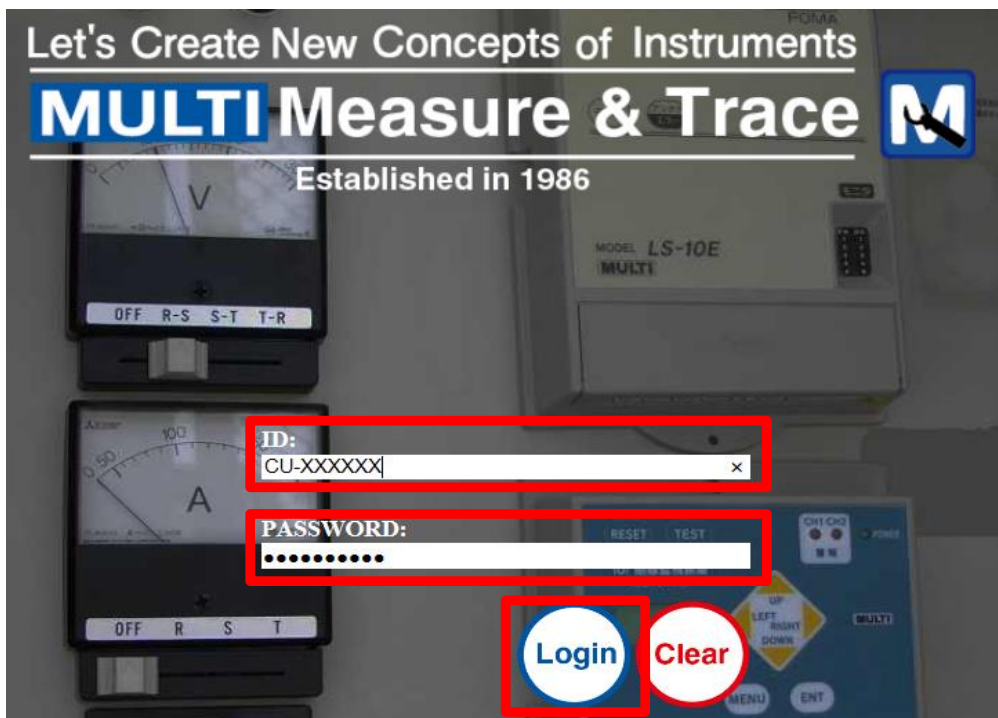 Let's Create New Concepts of Instruments
MULTI Measure & Trace M
Established in 1986
V
MODEL LS-10E
MULTI
OFF R-S S-T T-R
100
0 50
A
ID:
CU-XXXXXX ×
PASSWORD:
●●●●●●●●●●
RESET TEST
CH1 CH2
POWER
UP
LEFT
RIGHT
DOWN
MULTI
OFF R S T
Login Clear
MENU ENT